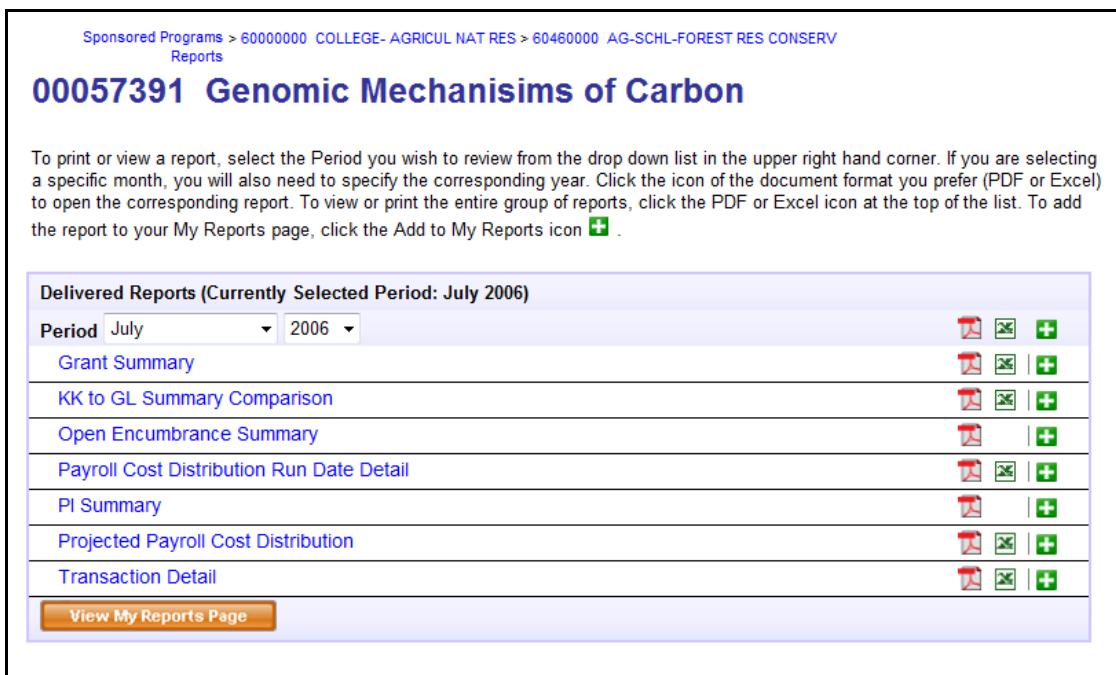 Sponsored Programs > 60000000 COLLEGE- AGRICUL NAT RES > 60460000 AG-SCHL-FOREST RES CONSERV
Reports
00057391 Genomic Mechanisims of Carbon
To print or view a report, select the Period you wish to review from the drop down list in the upper right hand corner. If you are selecting
a specific month, you will also need to specify the corresponding year. Click the icon of the document format you prefer (PDF or Excel)
to open the corresponding report. To view or print the entire group of reports, click the PDF or Excel icon at the top of the list. To add
the report to your My Reports page, click the Add to My Reports icon .
Delivered Reports (Currently Selected Period: July 2006)
Period July 2006
Grant Summary
KK to GL Summary Comparison
Open Encumbrance Summary
Payroll Cost Distribution Run Date Detail
PI Summary
Projected Payroll Cost Distribution
Transaction Detail
View My Reports Page